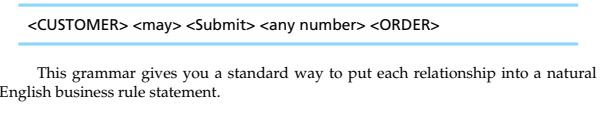 <CUSTOMER> <may> <Submit> <any number> <ORDER>
This grammar gives you a standard way to put each relationship into a natural
English business rule statement.